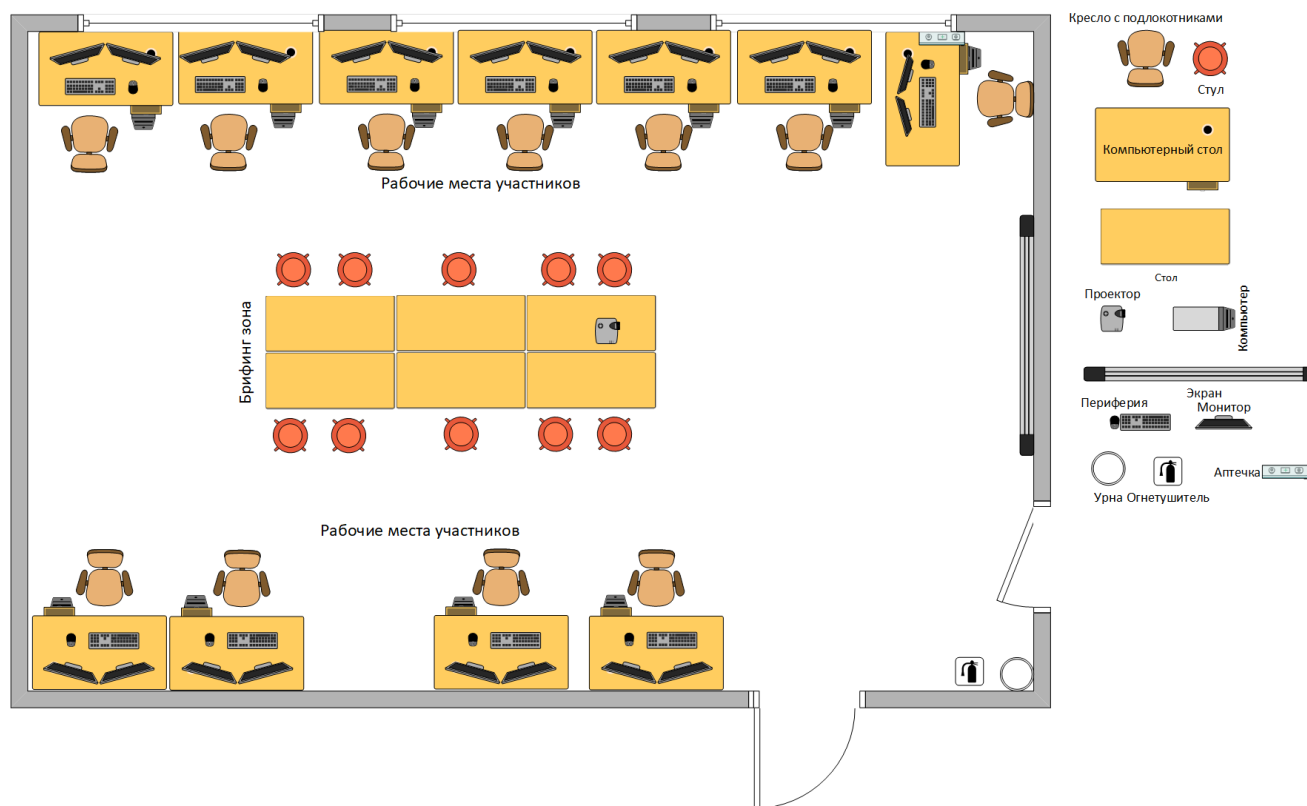 Кресло с подлокотниками
Стул
Компьютерный стол
Рабочие места участников
Стол
Проектор
Компьютер
Брифинг зона
Экран
Периферия
Монитор
Аптечка
Урна Огнетушитель
Рабочие места участников